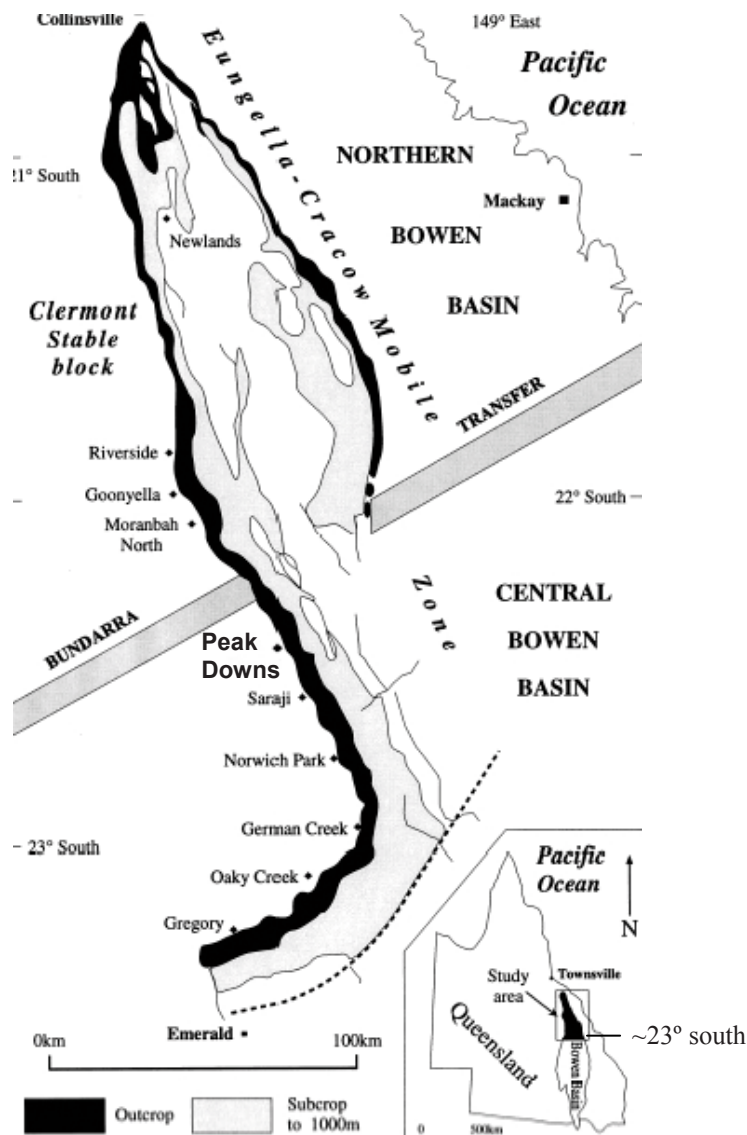 Collinsville
149° East
Pacific
Ocean
Eungella-Cracow Mobile
Zone
NORTHERN
BOWEN
BASIN
21° South
Mackay
Newlands
Clermont
Stable
block
TRANSFER
Riverside
Goonyella
Moranbah
North
22° South
CENTRAL
BOWEN
BASIN
BUNDARRA
Peak
Downs
Saraji
Norwich Park
German Creek
23° South
Oaky Creek
Gregory
Emerald
0km
100km
Outcrop
Subcrop
to 1000m
Pacific
Ocean
N
Townsville
Study
area
Queensland
~23° south
Bowen Basin
0
500km